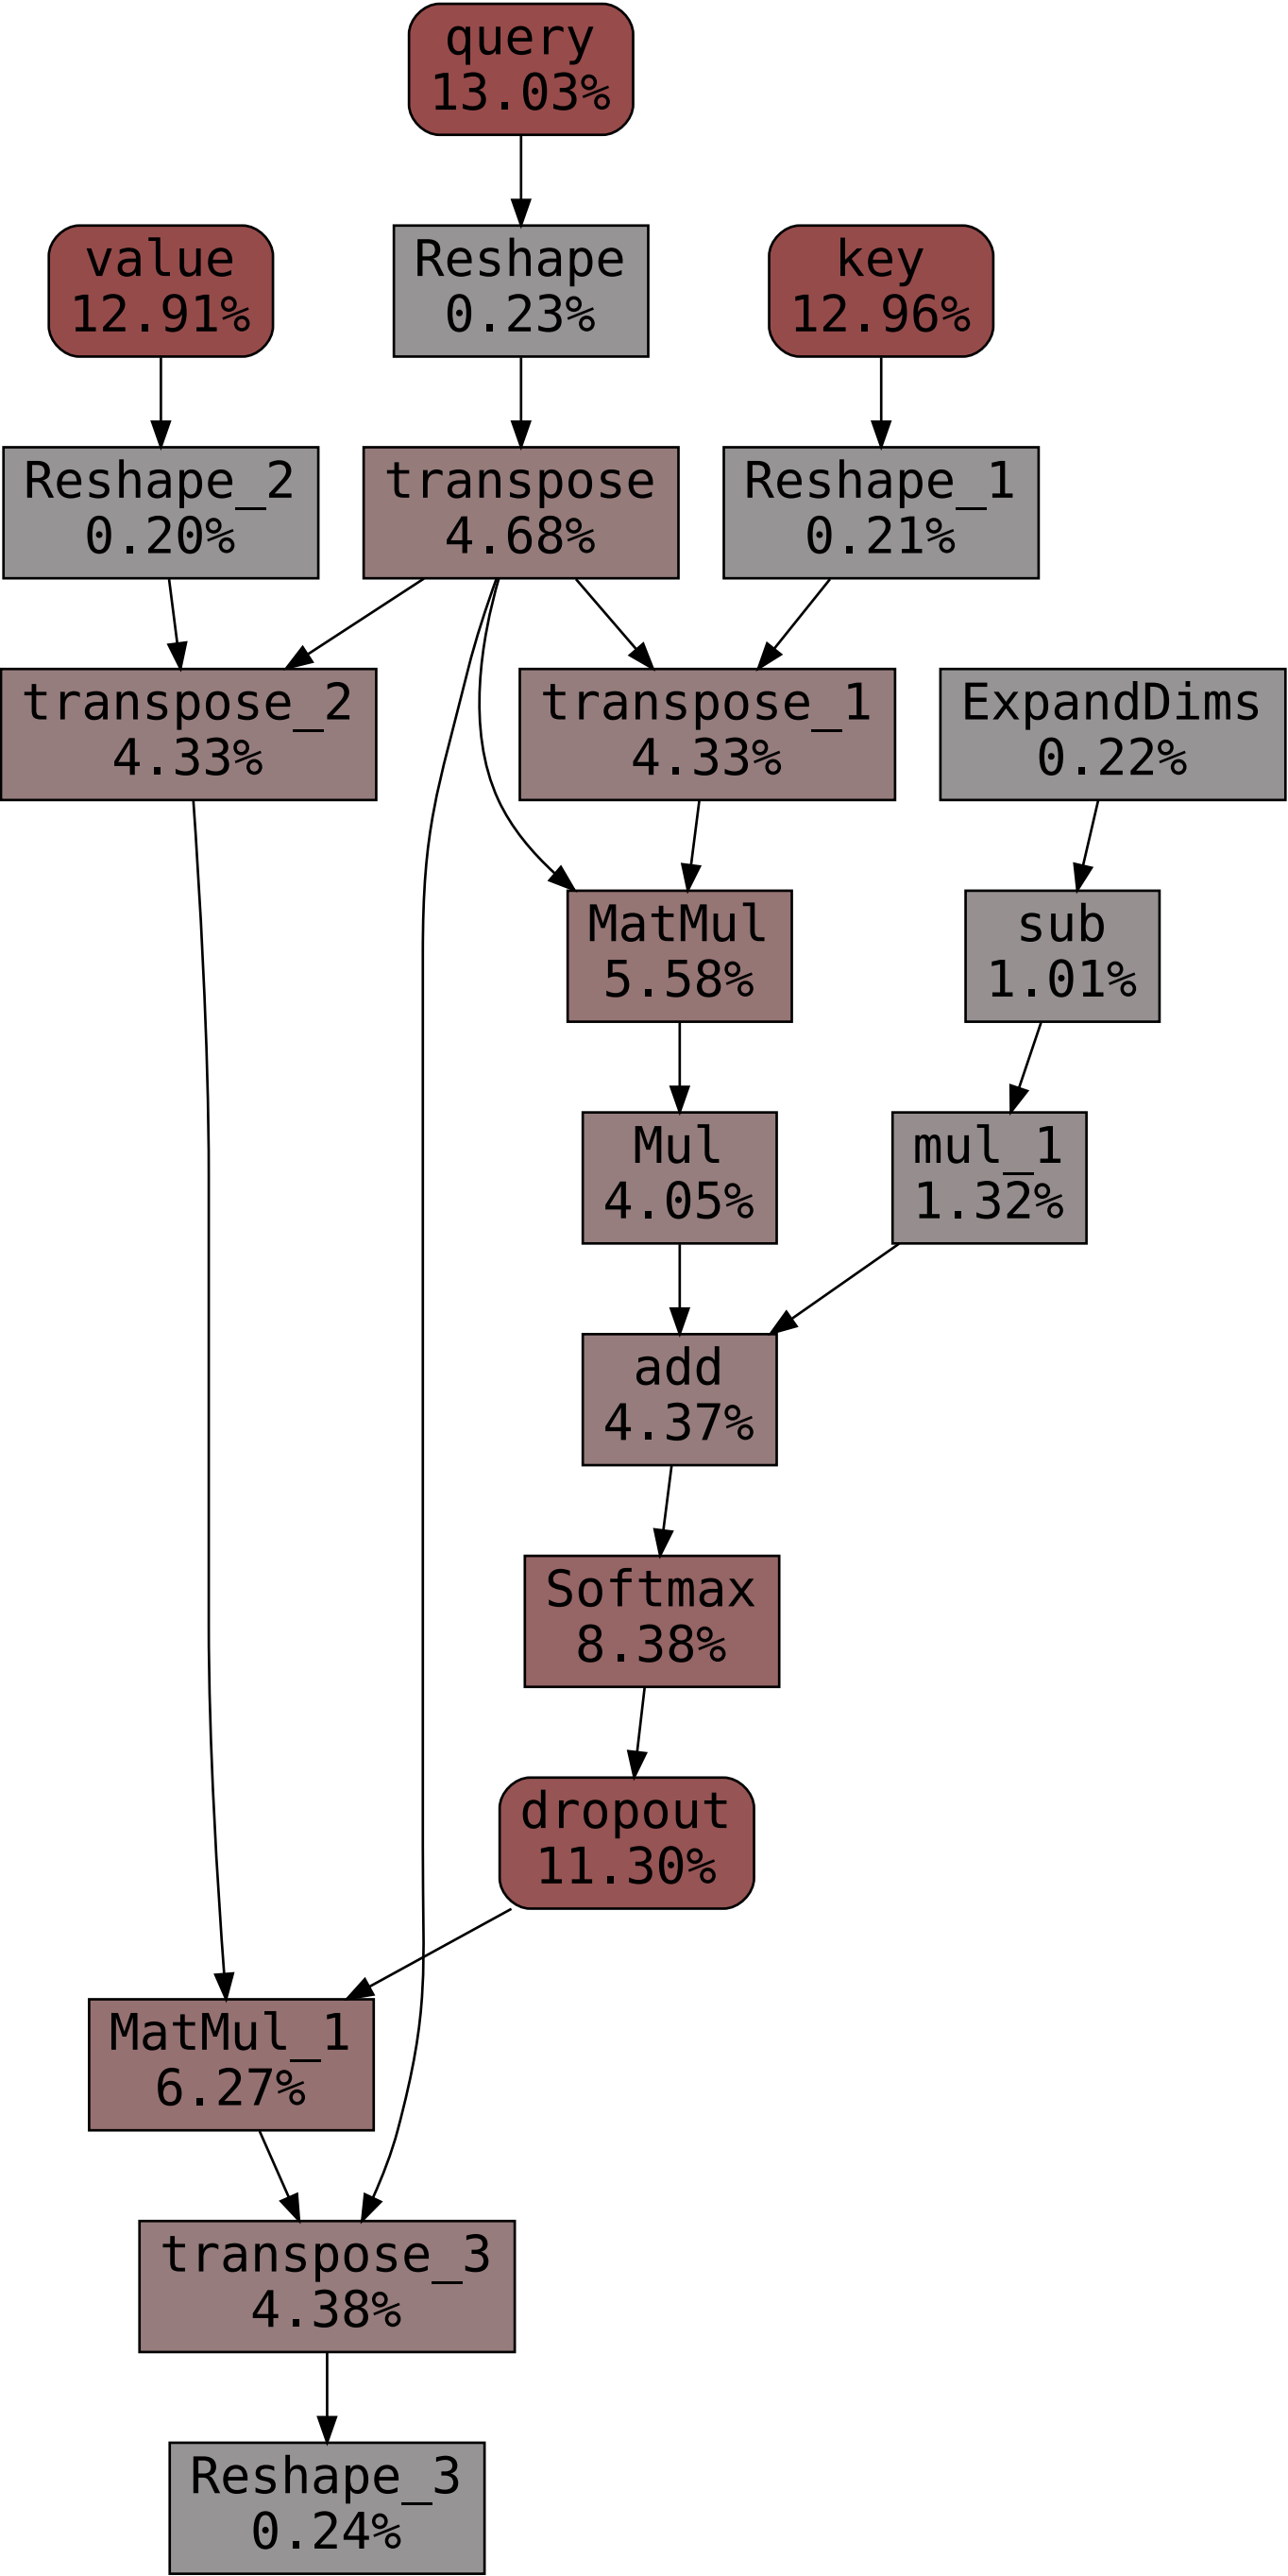 query
13.03%
value
12.91%
Reshape
0.23%
key
12.96%
Reshape_2
0.20%
transpose
4.68%
Reshape_1
0.21%
transpose_2
4.33%
transpose_1
4.33%
ExpandDims
0.22%
MatMul
5.58%
sub
1.01%
Mul
4.05%
mul_1
1.32%
add
4.37%
Softmax
8.38%
dropout
11.30%
MatMul_1
6.27%
transpose_3
4.38%
Reshape_3
0.24%